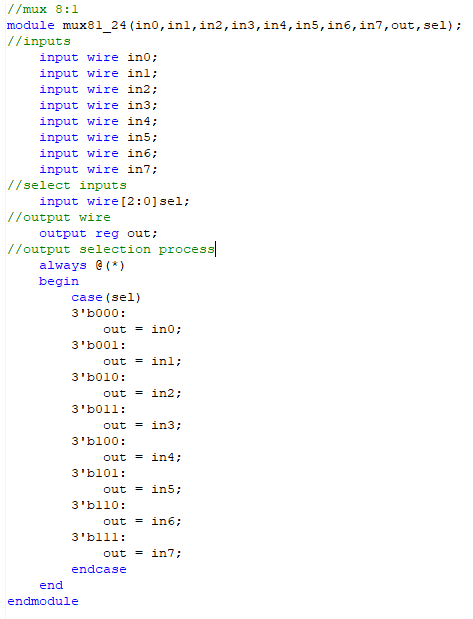 //mux 8:1
module mux81_24(in0,in1,in2,in3,in4,in5,in6,in7,out,sel);
//inputs
    input wire in0;
    input wire in1;
    input wire in2;
    input wire in3;
    input wire in4;
    input wire in5;
    input wire in6;
    input wire in7;
//select inputs
    input wire[2:0]sel;
//output wire
    output reg out;
//output selection process
    always @(*)
    begin
        case(sel)
        3'b000:
            out = in0;
        3'b001:
            out = in1;
        3'b010:
            out = in2;
        3'b011:
            out = in3;
        3'b100:
            out = in4;
        3'b101:
            out = in5;
        3'b110:
            out = in6;
        3'b111:
            out = in7;
        endcase
    end
endmodule